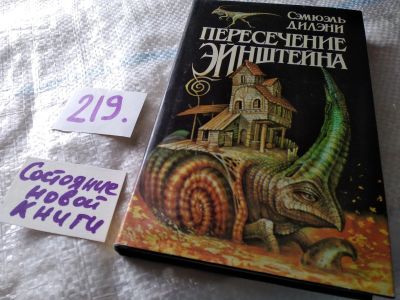 СЭМЮЭЛЬ
ДИЛЭНИ
ПЕРЕСЕЧЕНИЕ
ЭЙНШТЕЙНА
219.
Состояние
новой
книги